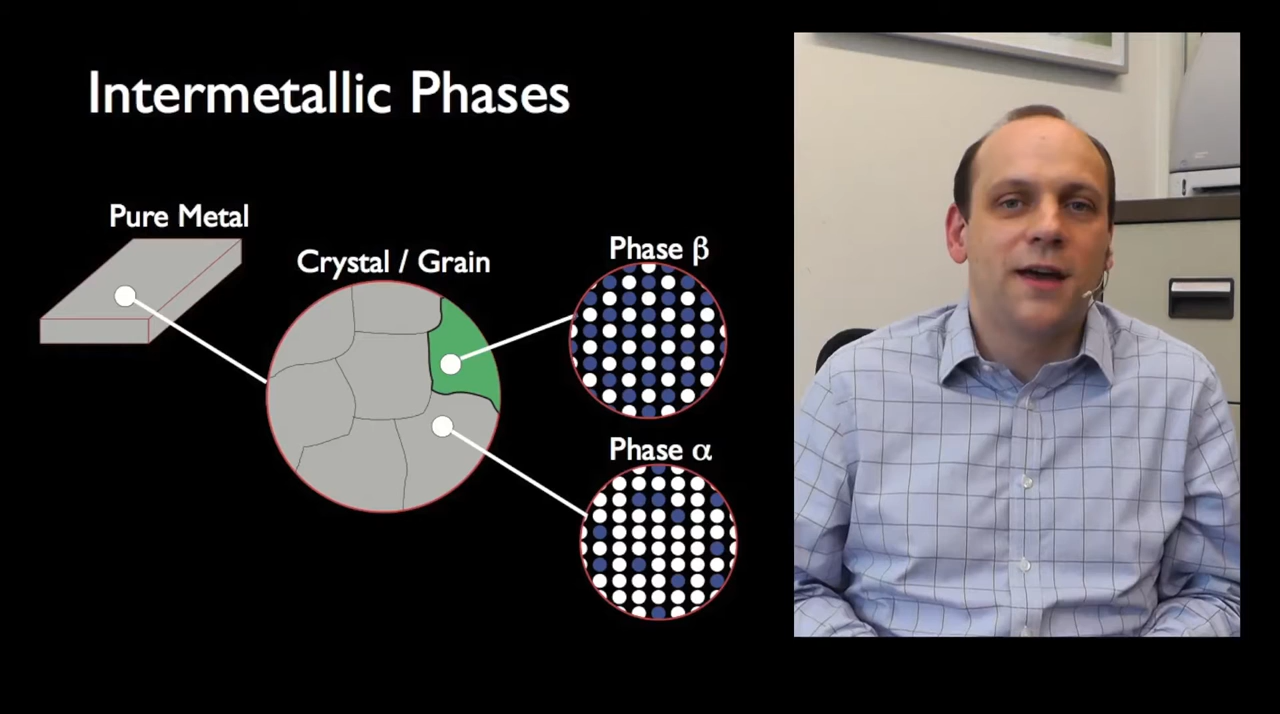 Intermetallic Phases
Pure Metal
Crystal / Grain
Phase β
Phase α